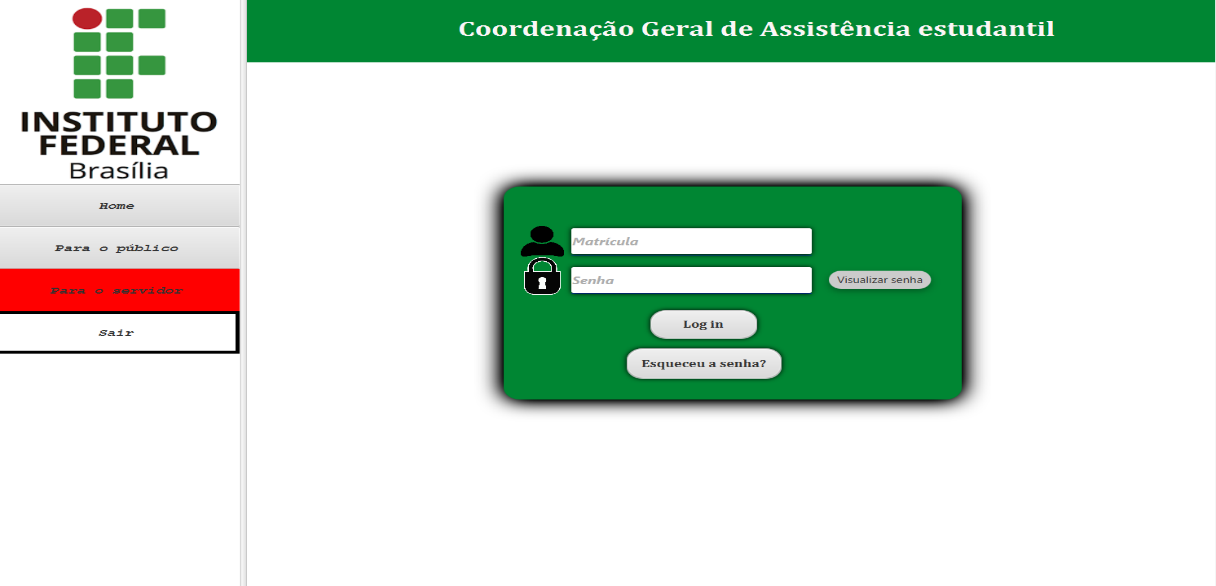 INSTITUTO
FEDERAL
Brasília
Home
Para o público
Para o servidor
Sair
Coordenação Geral de Assistência estudantil
Matrícula
Senha
Visualizar senha
Log in
Esqueceu a senha?